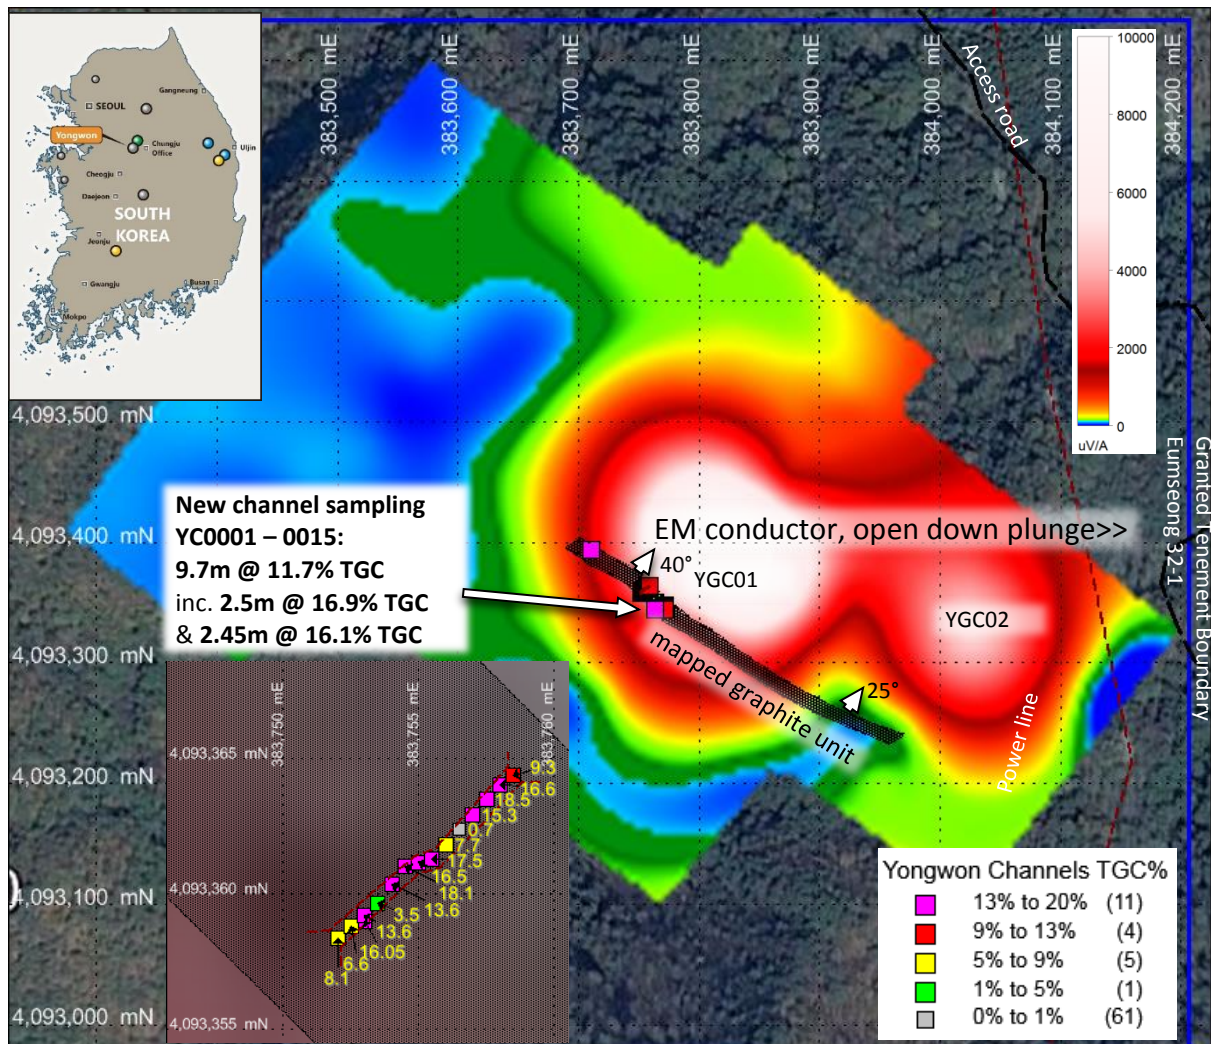 Gangneung
SEOUL
Yongwon
Chungju
Office
Uljin
Cheogju
Daejeon
SOUTH
KOREA
Jeonju
Gwangju
Busan
Mokpo
383,500 mE
383,600 mE
383,700 mE
383,800 mE
383,900 mE
384,000 mE
384,100 mE
384,200 mE
Access road
10000
8000
6000
4000
2000
0
uV/A
4,093,500 mN
4,093,400 mN
4,093,300 mN
4,093,200 mN
4,093,100 mN
4,093,000 mN
Granted Tenement Boundary
Eumseong 32-1
New channel sampling
YC0001 – 0015:
9.7m @ 11.7% TGC
inc. 2.5m @ 16.9% TGC
& 2.45m @ 16.1% TGC
EM conductor, open down plunge>>
40°
YGC01
YGC02
mapped graphite unit
25°
Power line
383,750 mE
383,755 mE
383,760 mE
4,093,365 mN
4,093,360 mN
4,093,355 mN
9.3
16.6
18.5
15.3
0.7
7.7
17.5
16.5
18.1
13.6
3.5
13.6
16.05
6.6
8.1
Yongwon Channels TGC%
13% to 20% (11)
9% to 13% (4)
5% to 9% (5)
1% to 5% (1)
0% to 1% (61)